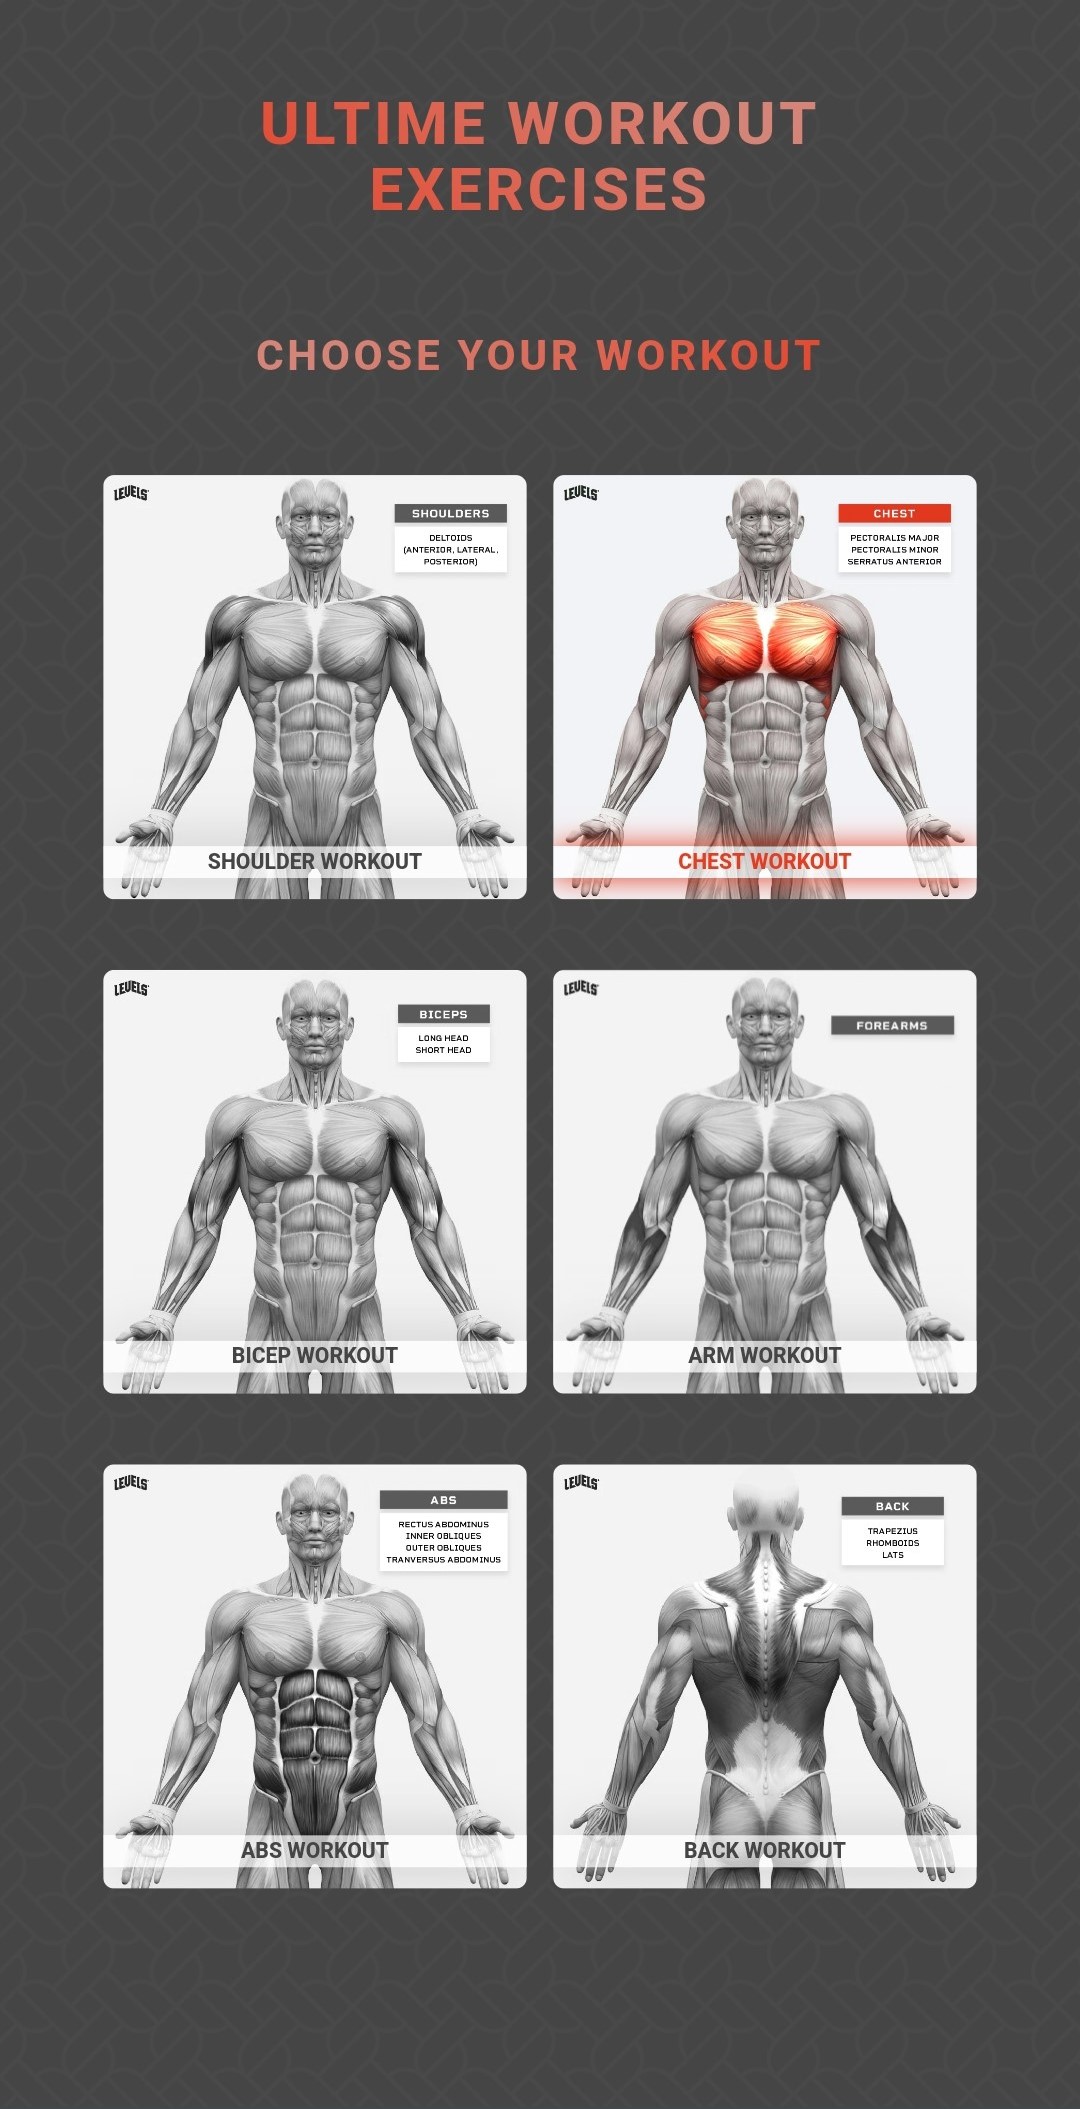 ULTIME WORKOUT
EXERCISES
CHOOSE YOUR WORKOUT
LEVELS
SHOULDERS
DELTOIDS
(ANTERIOR, LATERAL,
POSTERIOR)
SHOULDER WORKOUT
LEVELS
CHEST
PECTORALIS MAJOR
PECTORALIS MINOR
SERRATUS ANTERIOR
CHEST WORKOUT
LEVELS
BICEPS
LONG HEAD
SHORT HEAD
BICEP WORKOUT
LEVELS
FOREARMS
ARM WORKOUT
LEVELS
ABS
RECTUS ABDOMINUS
INNER OBLIQUES
OUTER OBLIQUES
TRANVERSUS ABDOMINUS
ABS WORKOUT
LEVELS
BACK
TRAPEZIUS
RHOMBOIDS
LATS
BACK WORKOUT